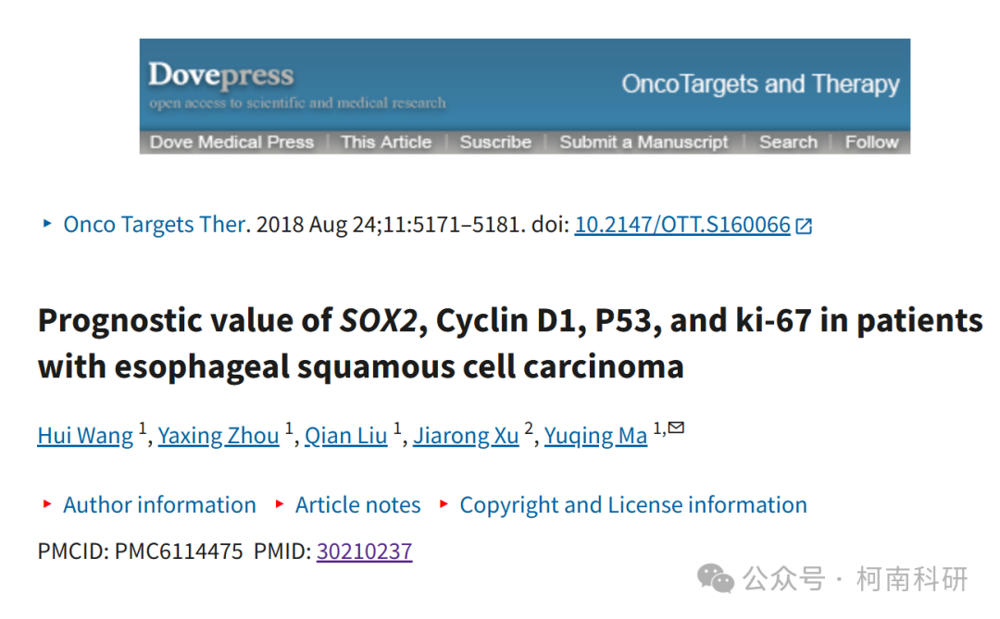 Dovepress
OncoTargets and Therapy
open access to scientific and medical research
Dove Medical Press | This Article | Suscribe | Submit a Manuscript | Search | Follow
Onco Targets Ther. 2018 Aug 24;11:5171–5181. doi: 10.2147/OTT.S160066
Prognostic value of SOX2, Cyclin D1, P53, and ki-67 in patients
with esophageal squamous cell carcinoma
Hui Wang 1, Yaxing Zhou 1, Qian Liu 1, Jiarong Xu 2, Yuqing Ma 1,✉
Author information Article notes Copyright and License information
PMCID: PMC6114475 PMID: 30210237
公众号 · 柯南科研